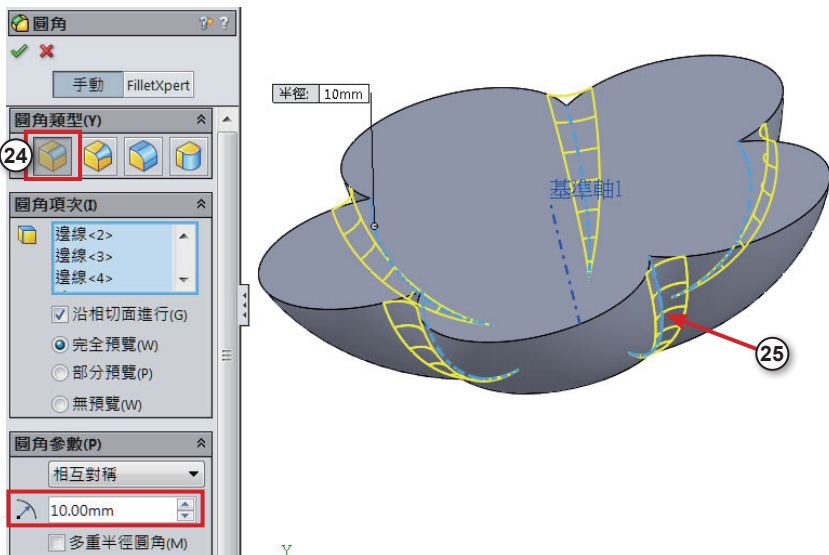 圓角
手動 FilletXpert
圓角類型(Y)
24
圓角項次(I)
邊線<2>
邊線<3>
邊線<4>
沿相切面進行(G)
完全預覽(W)
部分預覽(P)
無預覽(W)
圓角參數(P)
相互對稱
10.00mm
多重半徑圓角(M)
半徑: 10mm
基準軸1
25
Y